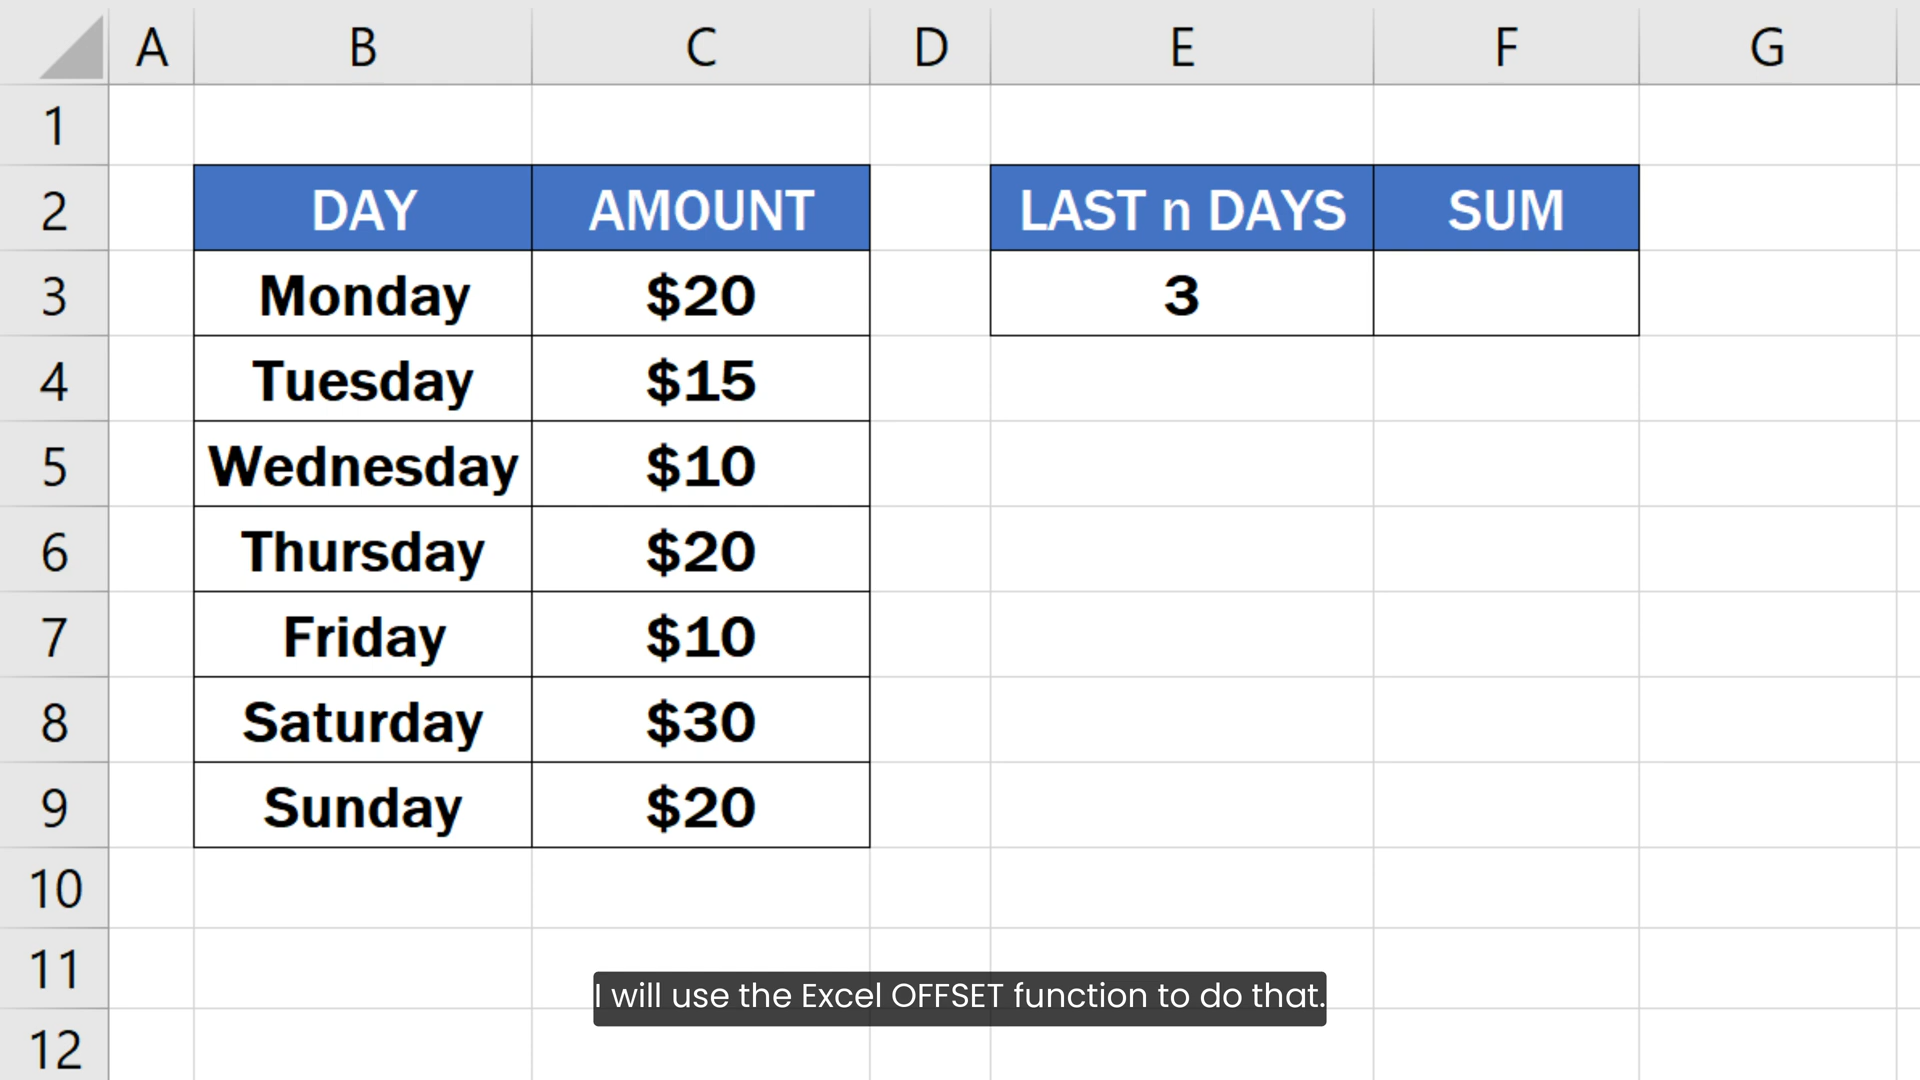 A B C D E F G
1
2 DAY AMOUNT LAST n DAYS SUM
3 Monday $20 3
4 Tuesday $15
5 Wednesday $10
6 Thursday $20
7 Friday $10
8 Saturday $30
9 Sunday $20
10
11
I will use the Excel OFFSET function to do that.
12